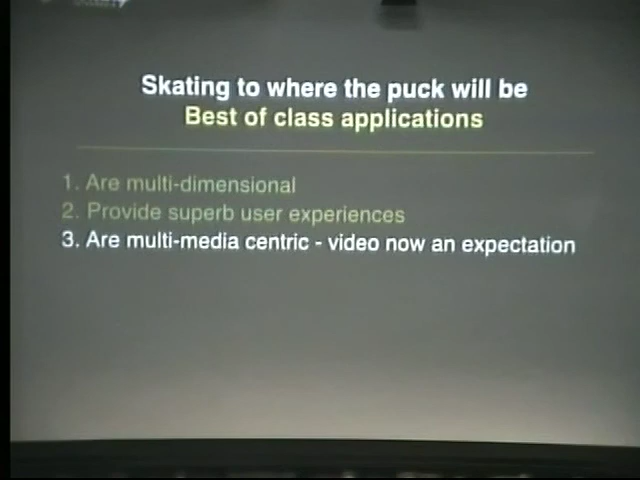 Skating to where the puck will be
Best of class applications
1. Are multi-dimensional
2. Provide superb user experiences
3. Are multi-media centric - video now an expectation